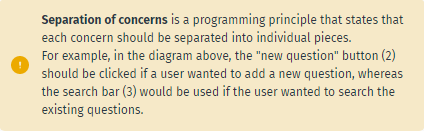 Separation of concerns is a programming principle that states that
each concern should be separated into individual pieces.
For example, in the diagram above, the "new question" button (2)
should be clicked if a user wanted to add a new question, whereas
the search bar (3) would be used if the user wanted to search the
existing questions.